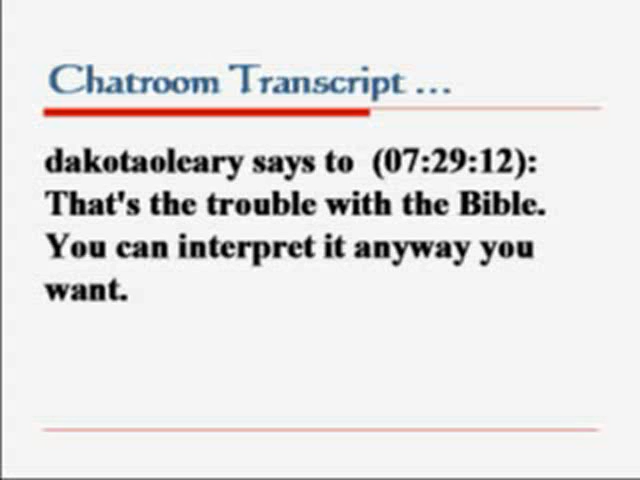 Chatroom Transcript ...
dakotaoleary says to  (07:29:12):
That's the trouble with the Bible.
You can interpret it anyway you
want.